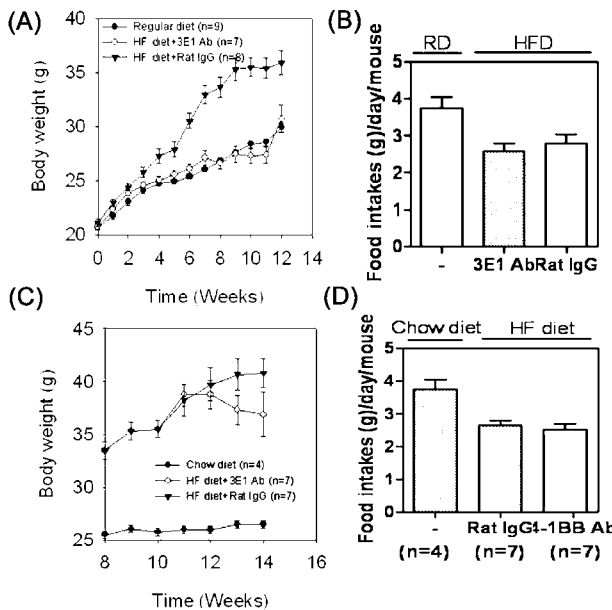 (A)
Regular diet (n=9)
HF diet+3E1 Ab (n=7)
HF diet+Rat IgG (n=8)
Body weight (g)
40
35
30
25
20
0 2 4 6 8 10 12 14
Time (Weeks)
(B)
RD HFD
Food intakes (g)/day/mouse
5
4
3
2
1
0
- 3E1 AbRat IgG
(C)
Body weight (g)
45
40
35
30
25
Chow diet (n=4)
HF diet+3E1 Ab (n=7)
HF diet+Rat IgG (n=7)
8 10 12 14 16
Time (Weeks)
(D)
Chow diet HF diet
Food intakes (g)/day/mouse
5
4
3
2
1
0
- Rat IgG4-1BB Ab
(n=4) (n=7) (n=7)